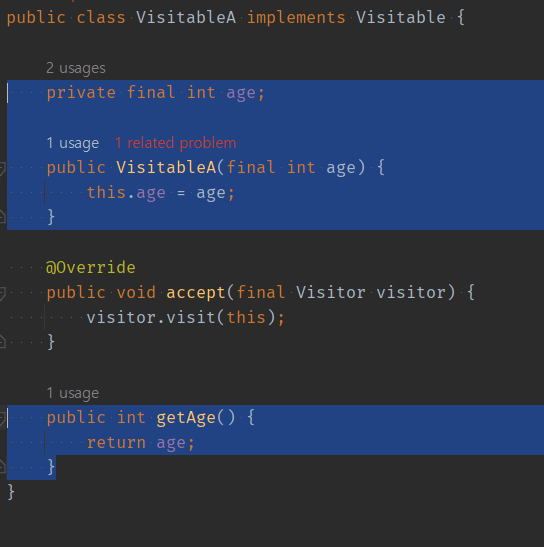 public class VisitableA implements Visitable {
2 usages
private final int age;
1 usage 1 related problem
public VisitableA(final int age) {
this.age = age;
}
@Override
public void accept(final Visitor visitor) {
visitor.visit(this);
}
1 usage
public int getAge() {
return age;
}
}